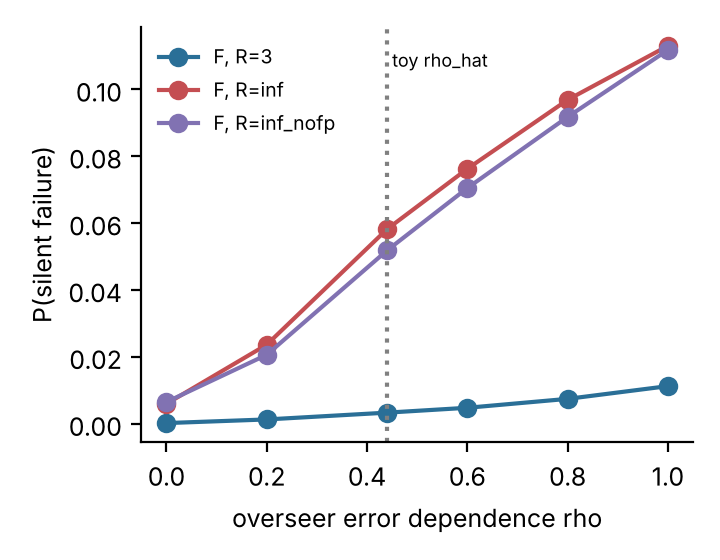 F, R=3
F, R=inf
F, R=inf_nofp
toy rho_hat
P(silent failure)
0.10
0.08
0.06
0.04
0.02
0.00
0.0 0.2 0.4 0.6 0.8 1.0
overseer error dependence rho